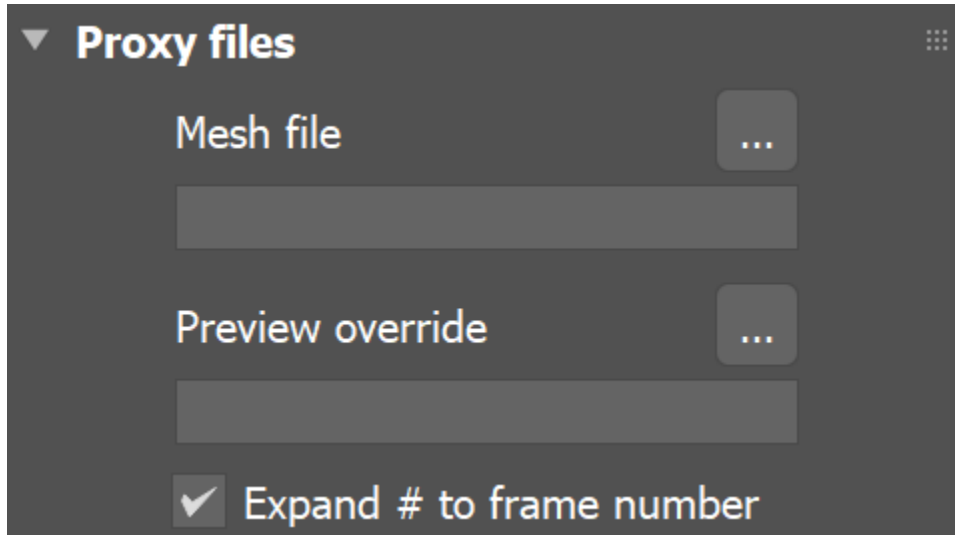 Proxy files
Mesh file ...
Preview override ...
Expand # to frame number